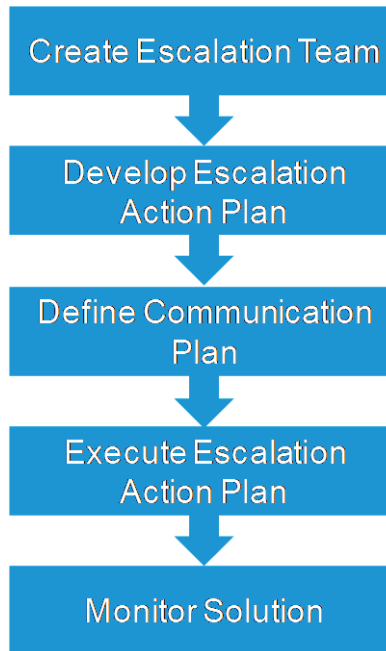 Create Escalation Team
Develop Escalation
Action Plan
Define Communication
Plan
Execute Escalation
Action Plan
Monitor Solution